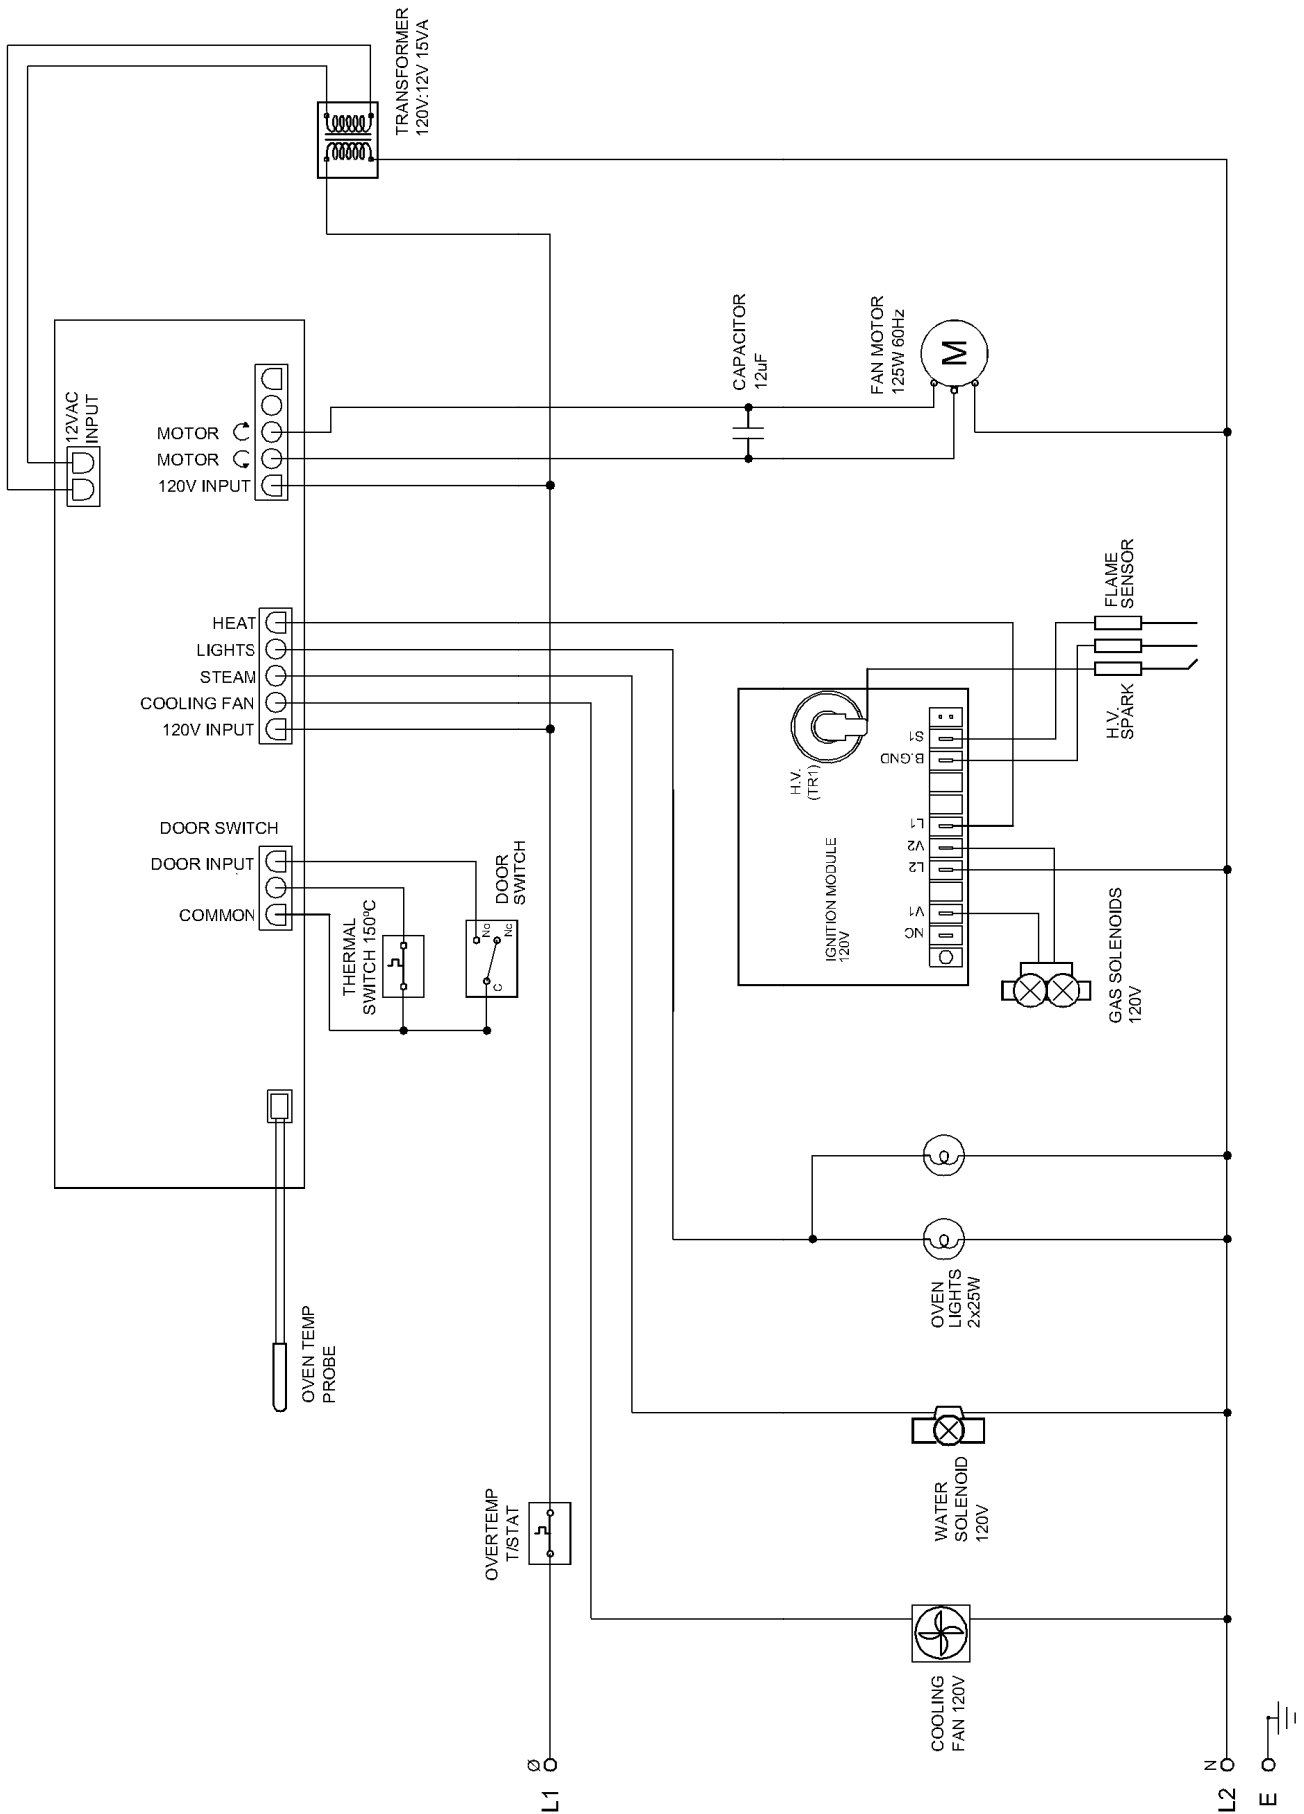 TRANSFORMER
120V:12V 15VA
12VAC
INPUT
MOTOR
MOTOR
120V INPUT
CAPACITOR
12uF
FAN MOTOR
125W 60Hz
M
HEAT
LIGHTS
STEAM
COOLING FAN
120V INPUT
FLAME
SENSOR
H.V.
SPARK
H.V.
(TR1)
S1
B.GND
L1
V2
L2
V1
NC
IGNITION MODULE
120V
GAS SOLENOIDS
120V
DOOR SWITCH
DOOR INPUT
COMMON
THERMAL
SWITCH 150ºC
DOOR
SWITCH
No
Nc
C
OVEN TEMP
PROBE
OVEN
LIGHTS
2x25W
OVERTEMP
T/STAT
WATER
SOLENOID
120V
COOLING
FAN 120V
Ø
L1
N
L2
E